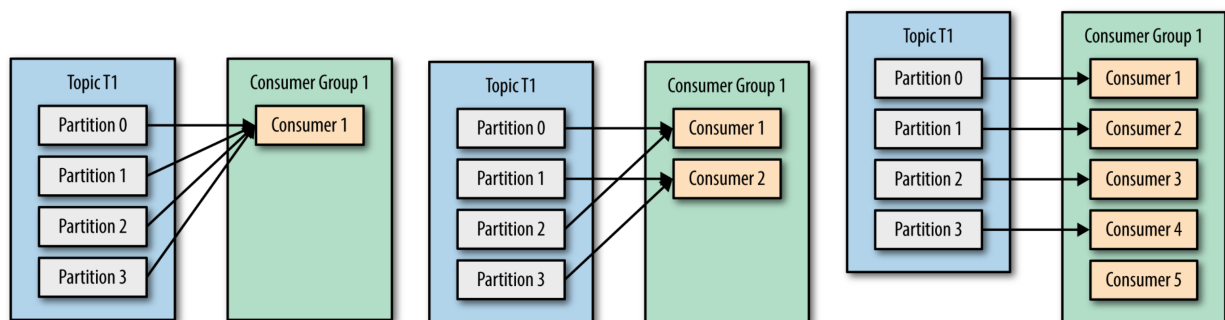 Topic T1
Partition 0
Partition 1
Partition 2
Partition 3
Consumer Group 1
Consumer 1
Topic T1
Partition 0
Partition 1
Partition 2
Partition 3
Consumer Group 1
Consumer 1
Consumer 2
Topic T1
Partition 0
Partition 1
Partition 2
Partition 3
Consumer Group 1
Consumer 1
Consumer 2
Consumer 3
Consumer 4
Consumer 5